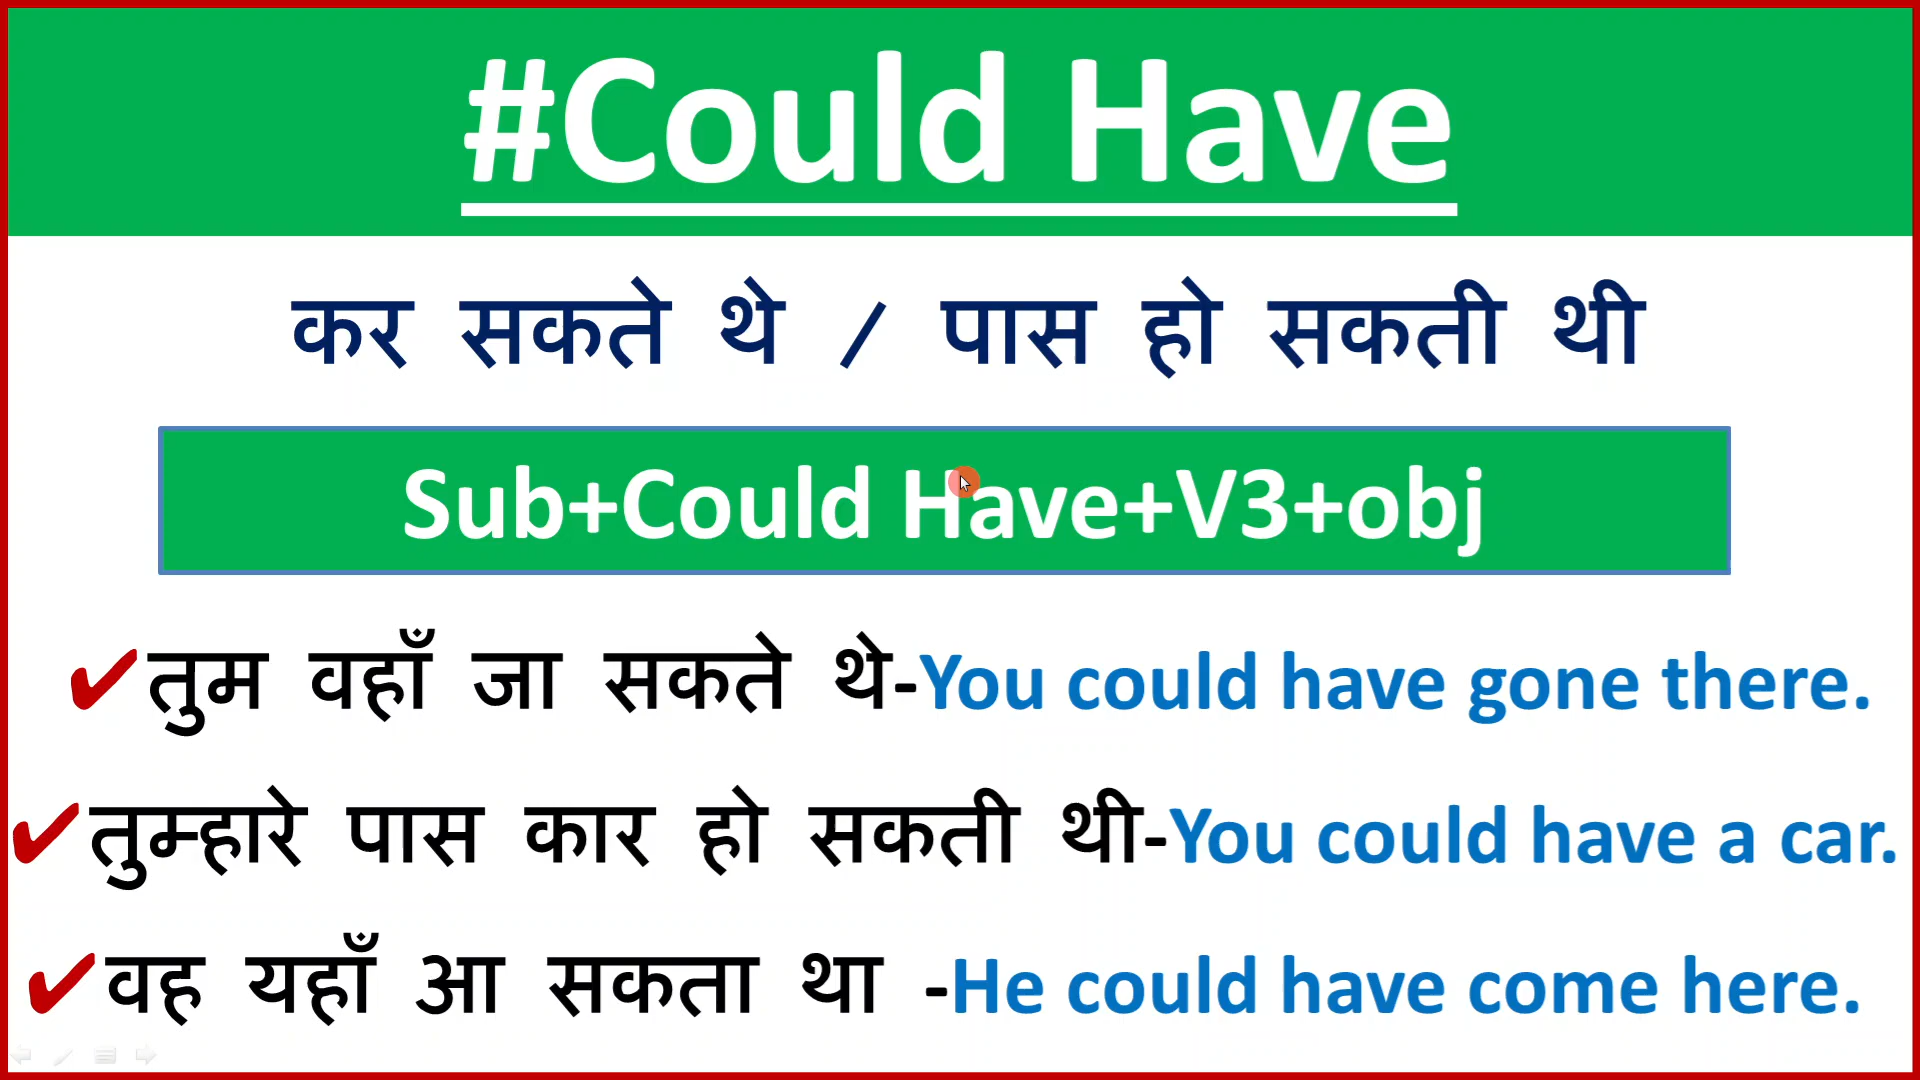 #Could Have
कर सकते थे / पास हो सकती थी
Sub+Could Have+V3+obj
✔तुम वहाँ जा सकते थे-You could have gone there.
✔तुम्हारे पास कार हो सकती थी-You could have a car.
✔वह यहाँ आ सकता था -He could have come here.